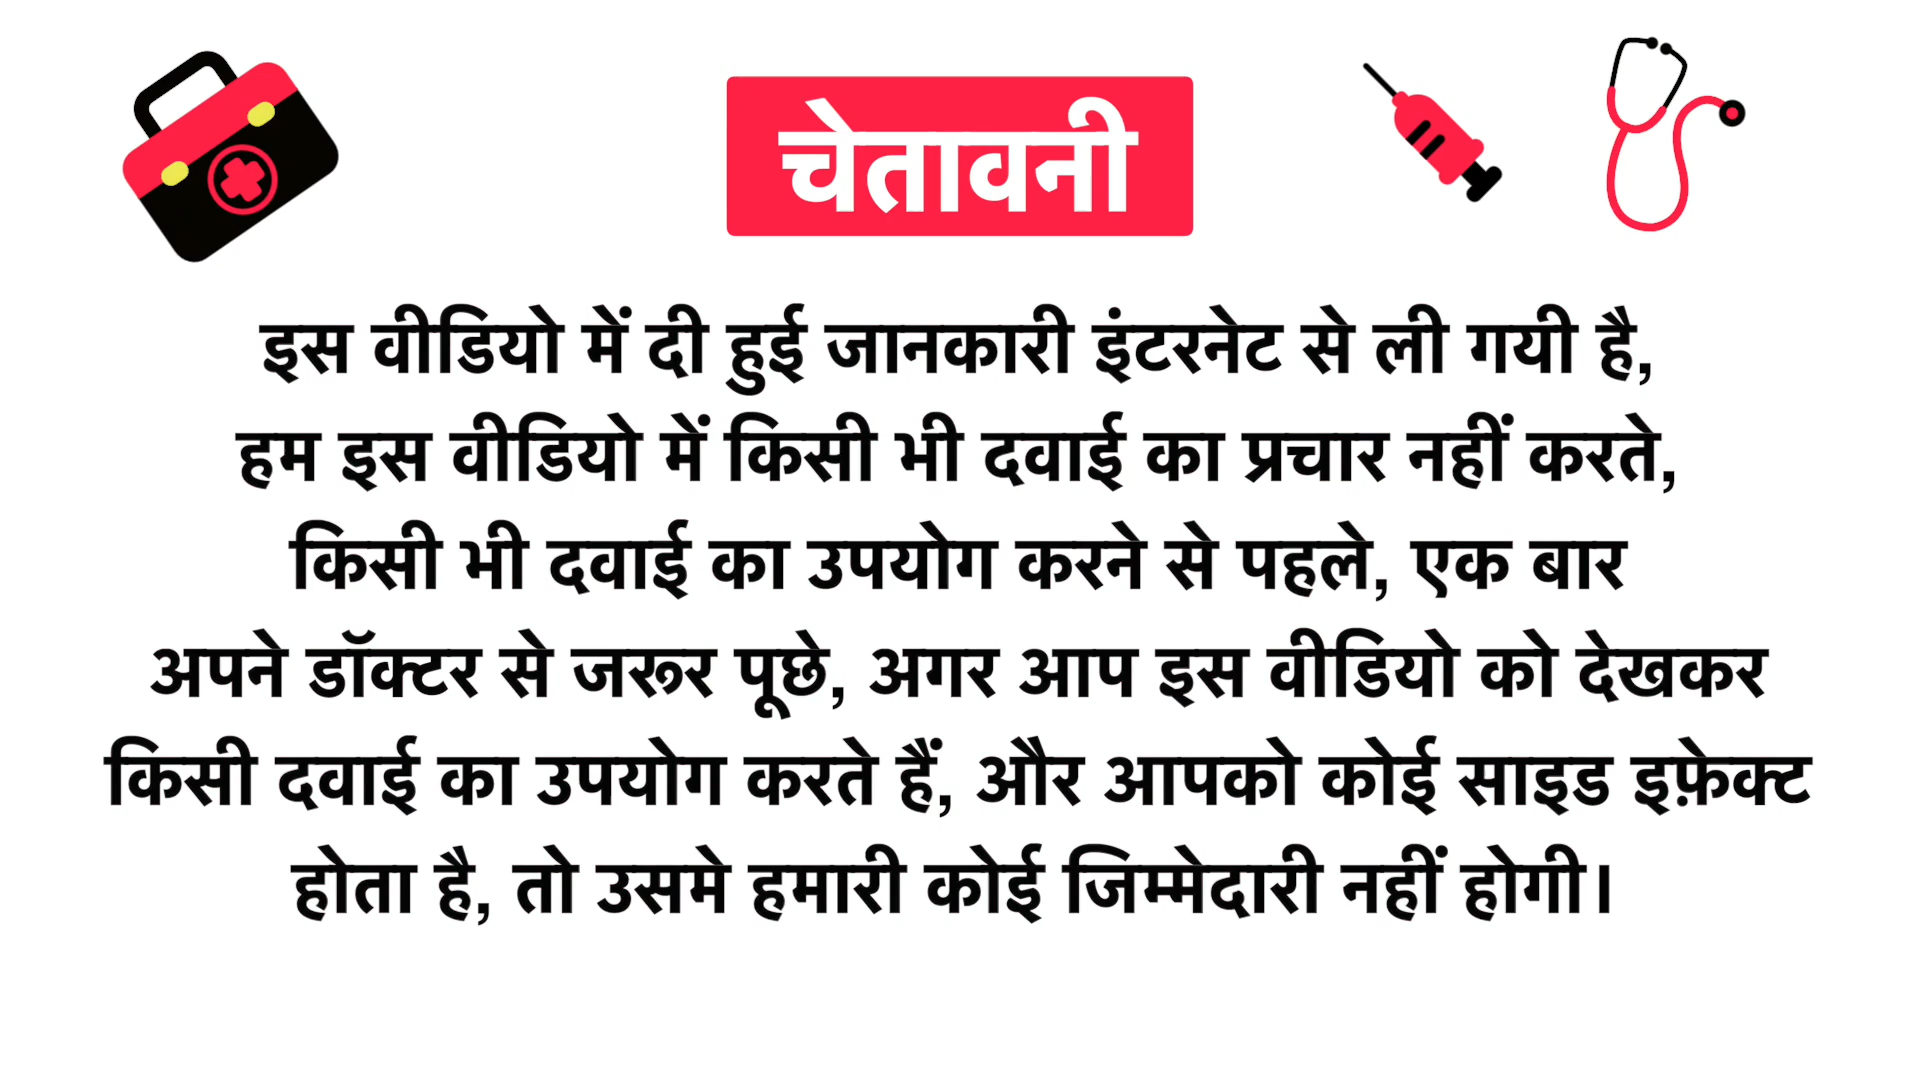 चेतावनी
इस वीडियो में दी हुई जानकारी इंटरनेट से ली गयी है,
हम इस वीडियो में किसी भी दवाई का प्रचार नहीं करते,
किसी भी दवाई का उपयोग करने से पहले, एक बार
अपने डॉक्टर से जरूर पूछे, अगर आप इस वीडियो को देखकर
किसी दवाई का उपयोग करते हैं, और आपको कोई साइड इफ़ेक्ट
होता है, तो उसमे हमारी कोई जिम्मेदारी नहीं होगी।